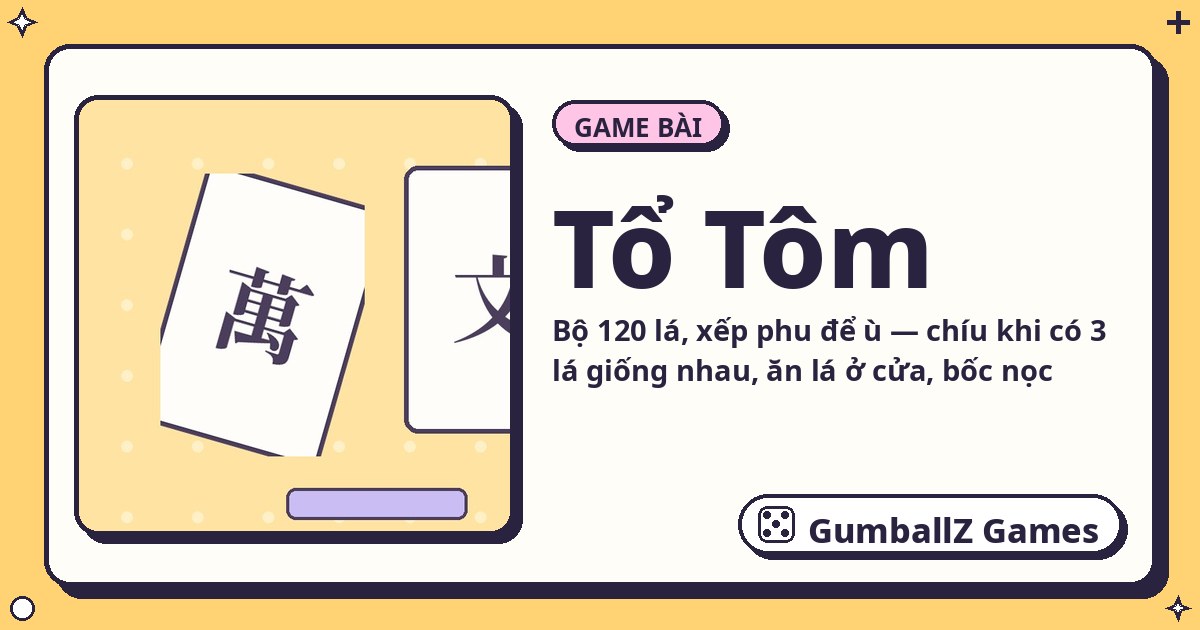 萬
文
GAME BÀI
Tổ Tôm
Bộ 120 lá, xếp phu để ù — chíu khi có 3
lá giống nhau, ăn lá ở cửa, bốc nọc
GumballZ Games